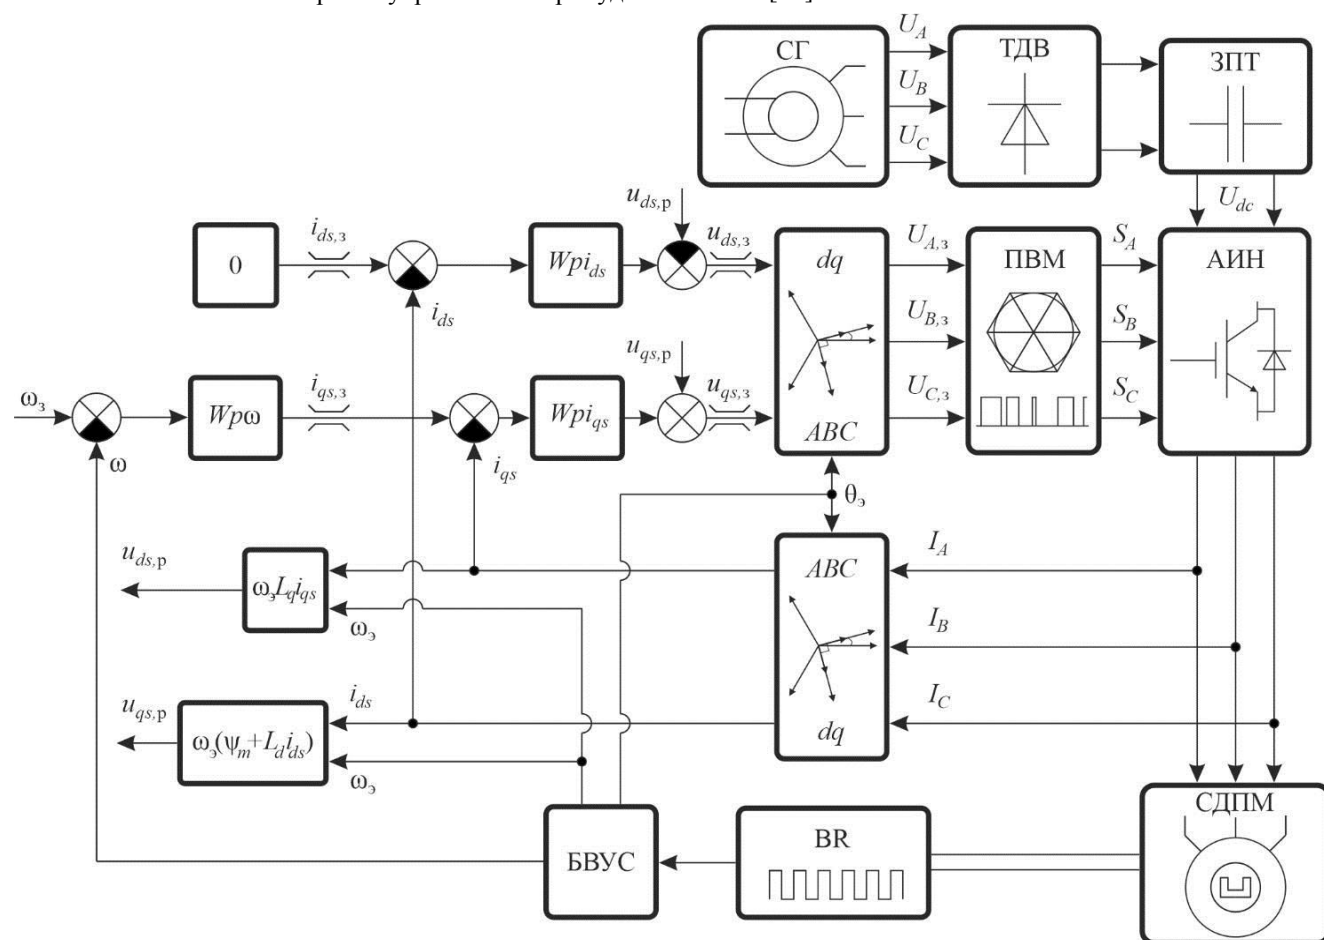 СГ
U_A
U_B
U_C
ТДВ
ЗПТ
U_dc
0
i_ds,з
i_ds
Wpi_ds
u_ds,р
u_ds,з
dq
ABC
U_A,з
U_B,з
U_C,з
ПВМ
S_A
S_B
S_C
АИН
ω_з
ω
Wpω
i_qs,з
i_qs
Wpi_qs
u_qs,р
u_qs,з
θ_э
u_ds,р
ω_эL_qi_qs
ω_э
ABC
dq
I_A
I_B
I_C
u_qs,р
ω_э(ψ_m+L_di_ds)
i_ds
ω_э
БВУС
BR
СДПМ